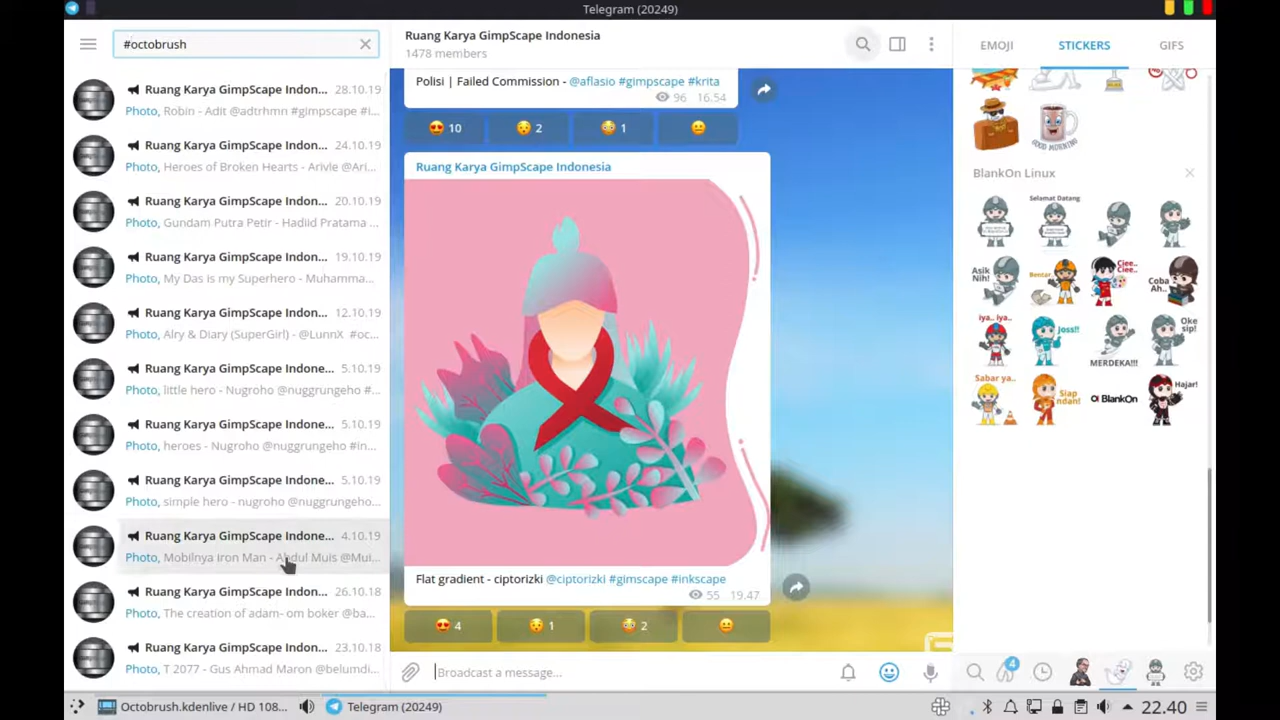 Telegram (20249)
#octobrush
Ruang Karya GimpScape Indon... 28.10.19
Photo, Robin - Adit @adtrhmn #gimpscape #i...
Ruang Karya GimpScape Indon... 24.10.19
Photo, Heroes of Broken Hearts - Arivle @Ari...
Ruang Karya GimpScape Indon... 20.10.19
Photo, Gundam Putra Petir - Hadiid Pratama ...
Ruang Karya GimpScape Indon... 19.10.19
Photo, My Das is my Superhero - Muhamma...
Ruang Karya GimpScape Indon... 12.10.19
Photo, Alry & Diary (SuperGirl) - @LunnX #oc...
Ruang Karya GimpScape Indone... 5.10.19
Photo, little hero - Nugroho @nuggrungeho #...
Ruang Karya GimpScape Indone... 5.10.19
Photo, heroes - Nugroho @nuggrungeho #in...
Ruang Karya GimpScape Indone... 5.10.19
Photo, simple hero - nugroho @nuggrungeho...
Ruang Karya GimpScape Indone... 4.10.19
Photo, Mobilnya iron Man - Abdul Muis @Mui...
Ruang Karya GimpScape Indon... 26.10.18
Photo, The creation of adam- om boker @ba...
Ruang Karya GimpScape Indon... 23.10.18
Photo, T 2077 - Gus Ahmad Maron @belumdi...
Ruang Karya GimpScape Indonesia
1478 members
Polisi | Failed Commission - @aflasio #gimpscape #krita
96 16.54
10 2 1
Ruang Karya GimpScape Indonesia
Flat gradient - ciptorizki @ciptorizki #gimscape #inkscape
55 19.47
4 1 2
Broadcast a message...
EMOJI STICKERS GIFS
GOOD MORNING
BlankOn Linux
Selamat Datang
Asik Nih!
Bentar
Ciee.. Ciee..
Coba Ah..
iya.. iya..
Joss!!
MERDEKA!!!
Oke sip!
Sabar ya..
Siap ndan!
BlankOn
Hajar!
4
Octobrush.kdenlive / HD 108...
Telegram (20249)
22.40